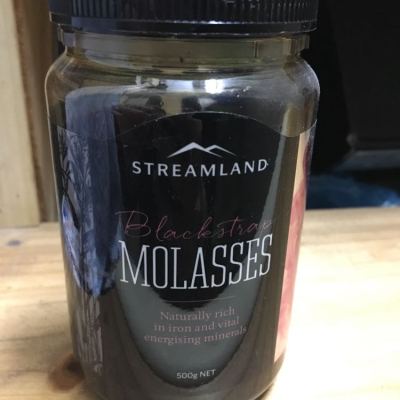 STREAMLAND
Blackstrap
MOLASSES
Naturally rich
in iron and vital
energising minerals
500g NET